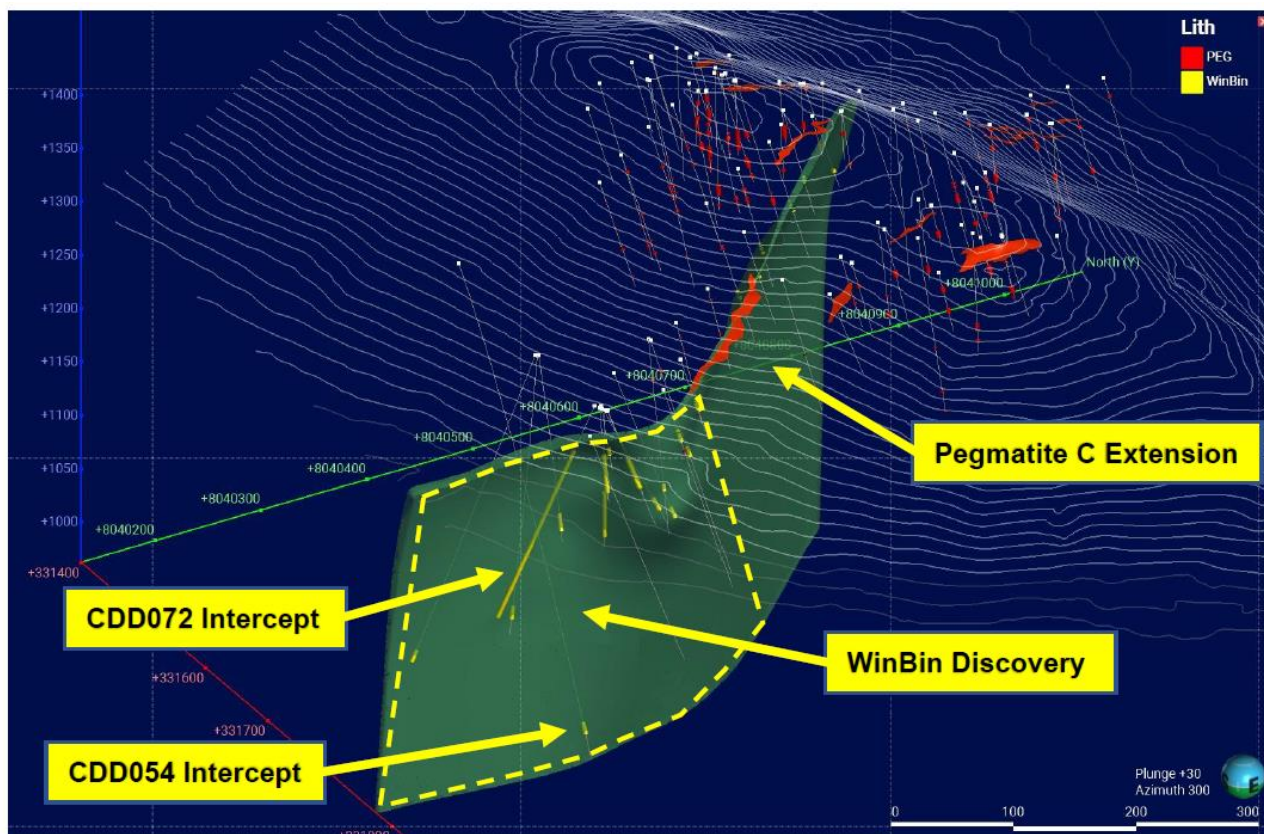 Lith
PEG
WinBin
+1400
+1350
+1300
+1250
+1200
+1150
+1100
+1050
+1000
North (Y)
+8041000
+8040900
+8040700
+8040600
+8040500
+8040400
+8040300
+8040200
+331400
+331600
+331700
Pegmatite C Extension
CDD072 Intercept
WinBin Discovery
CDD054 Intercept
Plunge +30
Azimuth 300
E
0 100 200 300